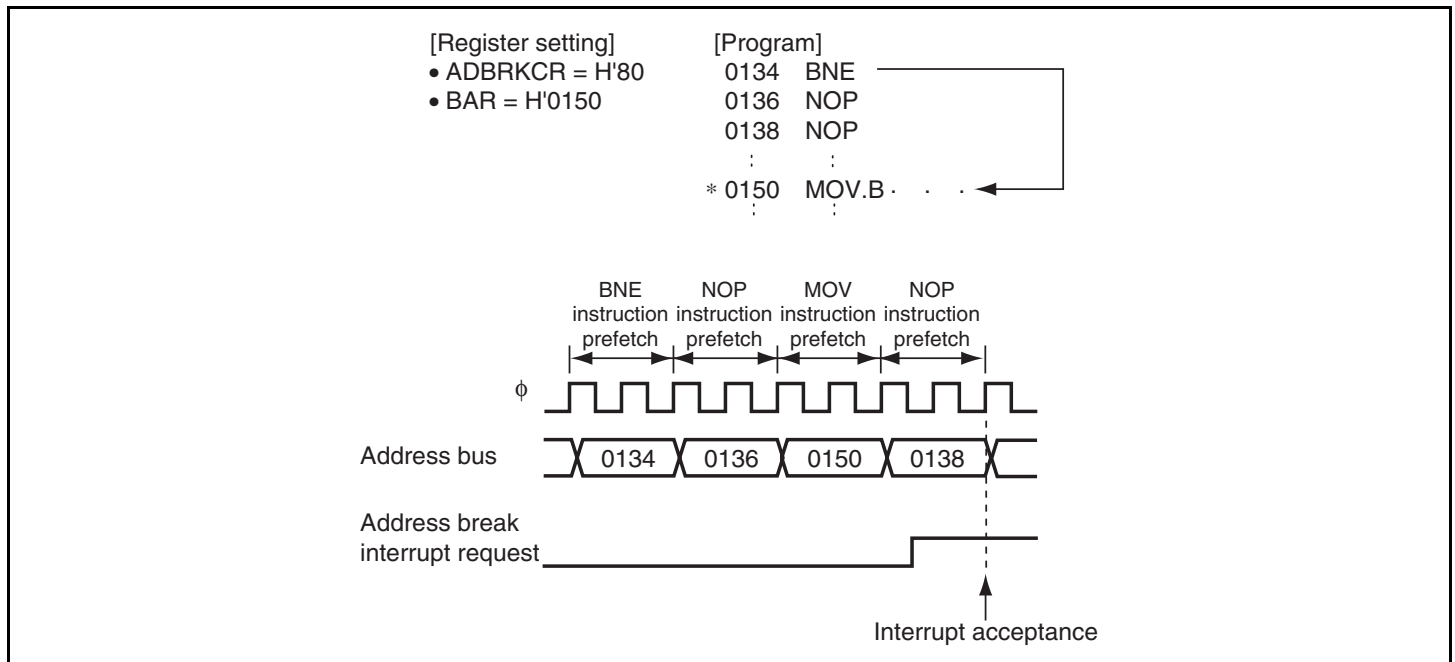 [Register setting]
• ADBRKCR = H'80
• BAR = H'0150
[Program]
0134 BNE
0136 NOP
0138 NOP
* 0150 MOV.B . . .
BNE instruction prefetch
NOP instruction prefetch
MOV instruction prefetch
NOP instruction prefetch
ϕ
Address bus
0134 0136 0150 0138
Address break
interrupt request
Interrupt acceptance